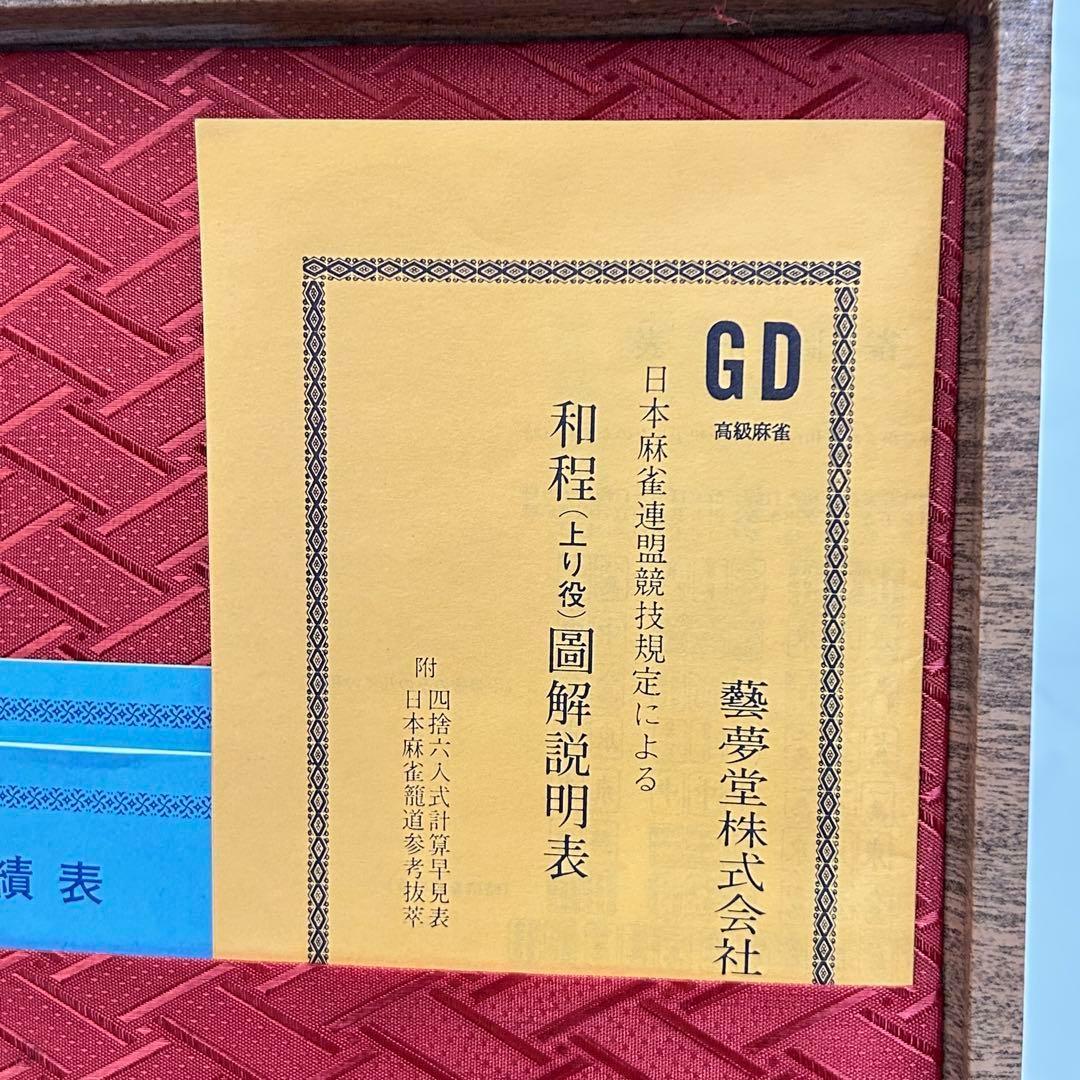 GD
高級麻雀
藝夢堂株式会社
日本麻雀連盟競技規定による
和程(上り役)圖解説明表
附
四捨六入式計算早見表
日本麻雀籠道参考抜萃
績表